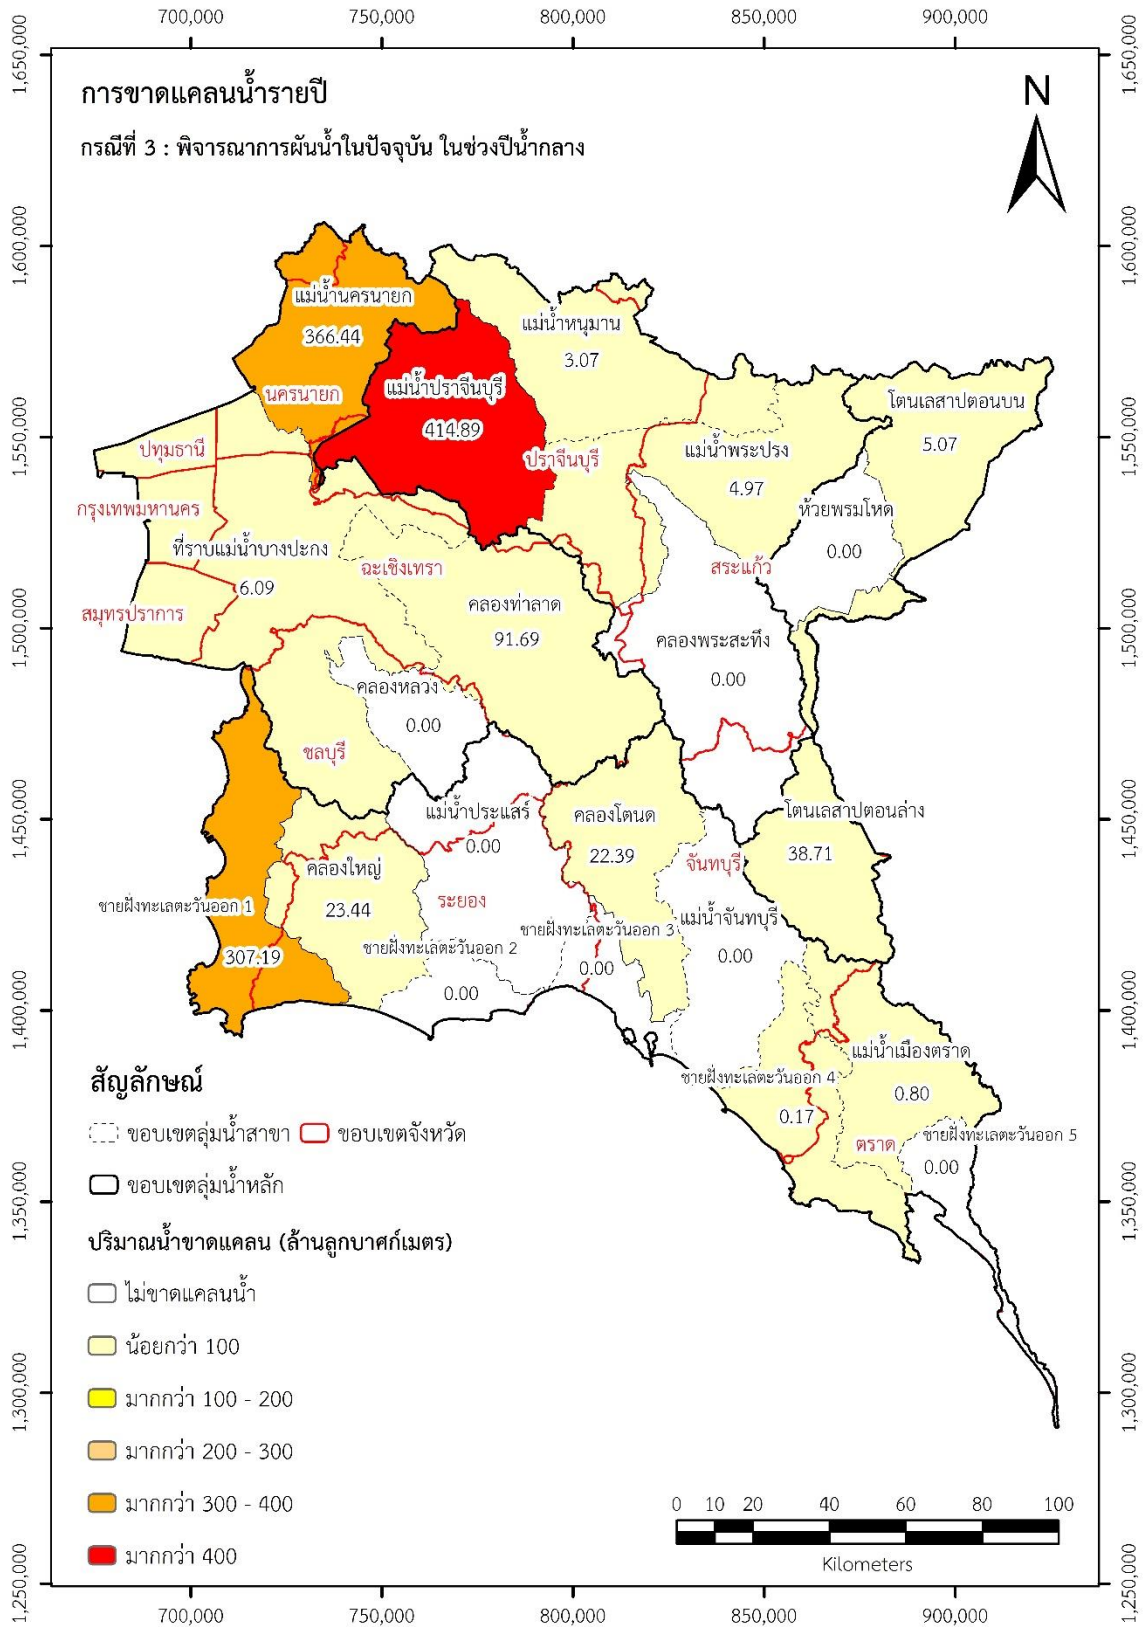 700,000 750,000 800,000 850,000 900,000
1,650,000 1,650,000
การขาดแคลนน้ำรายปี
กรณีที่ 3 : พิจารณาการผันน้ำในปัจจุบัน ในช่วงปีน้ำกลาง
N
1,600,000 1,600,000
แม่น้ำนครนายก
366.44
แม่น้ำหนุมาน
3.07
นครนายก
แม่น้ำปราจีนบุรี
414.89
โตนเลสาปตอนบน
5.07
1,550,000 1,550,000
ปทุมธานี
ปราจีนบุรี
แม่น้ำพระปรง
4.97
กรุงเทพมหานคร
ห้วยพรมโหด
0.00
ที่ราบแม่น้ำบางปะกง
6.09
ฉะเชิงเทรา
สระแก้ว
สมุทรปราการ
คลองท่าลาด
91.69
1,500,000 1,500,000
คลองพระสะทึง
0.00
คลองหลวง
0.00
ชลบุรี
แม่น้ำประแสร์
0.00
คลองโตนด
22.39
โตนเลสาปตอนล่าง
38.71
1,450,000 1,450,000
จันทบุรี
คลองใหญ่
23.44
ระยอง
ชายฝั่งทะเลตะวันออก 1
307.19
แม่น้ำจันทบุรี
0.00
ชายฝั่งทะเลตะวันออก 3
0.00
ชายฝั่งทะเลตะวันออก 2
0.00
1,400,000 1,400,000
แม่น้ำเมืองตราด
0.80
ชายฝั่งทะเลตะวันออก 4
0.17
ตราด
ชายฝั่งทะเลตะวันออก 5
0.00
สัญลักษณ์
ขอบเขตลุ่มน้ำสาขา ขอบเขตจังหวัด
ขอบเขตลุ่มน้ำหลัก
1,350,000 1,350,000
ปริมาณน้ำขาดแคลน (ล้านลูกบาศก์เมตร)
ไม่ขาดแคลนน้ำ
น้อยกว่า 100
มากกว่า 100 - 200
1,300,000 1,300,000
มากกว่า 200 - 300
มากกว่า 300 - 400
มากกว่า 400
0 10 20 40 60 80 100
Kilometers
1,250,000 1,250,000
700,000 750,000 800,000 850,000 900,000